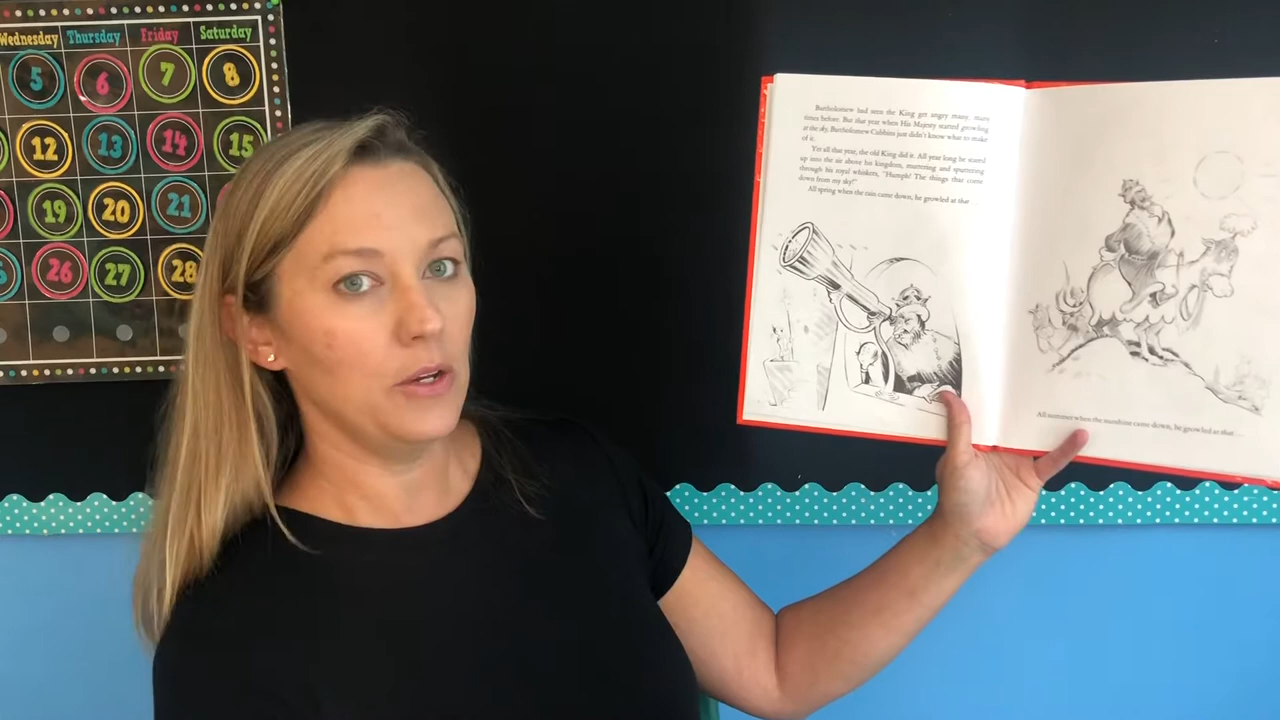 Wednesday Thursday Friday Saturday
5 6 7 8
12 13 14 15
19 20 21
26 27 28
Bartholomew had seen the King get angry many, many
times before. But that year when His Majesty started growling
at the sky, Bartholomew Cubbins just didn't know what to make
of it.
Yet all that year, the old King did it. All year long he stared
up into the air above his kingdom, muttering and sputtering
through his royal whiskers, "Humph! The things that come
down from my sky!"
All spring when the rain came down, he growled at that
All summer when the sunshine came down, he growled at that...